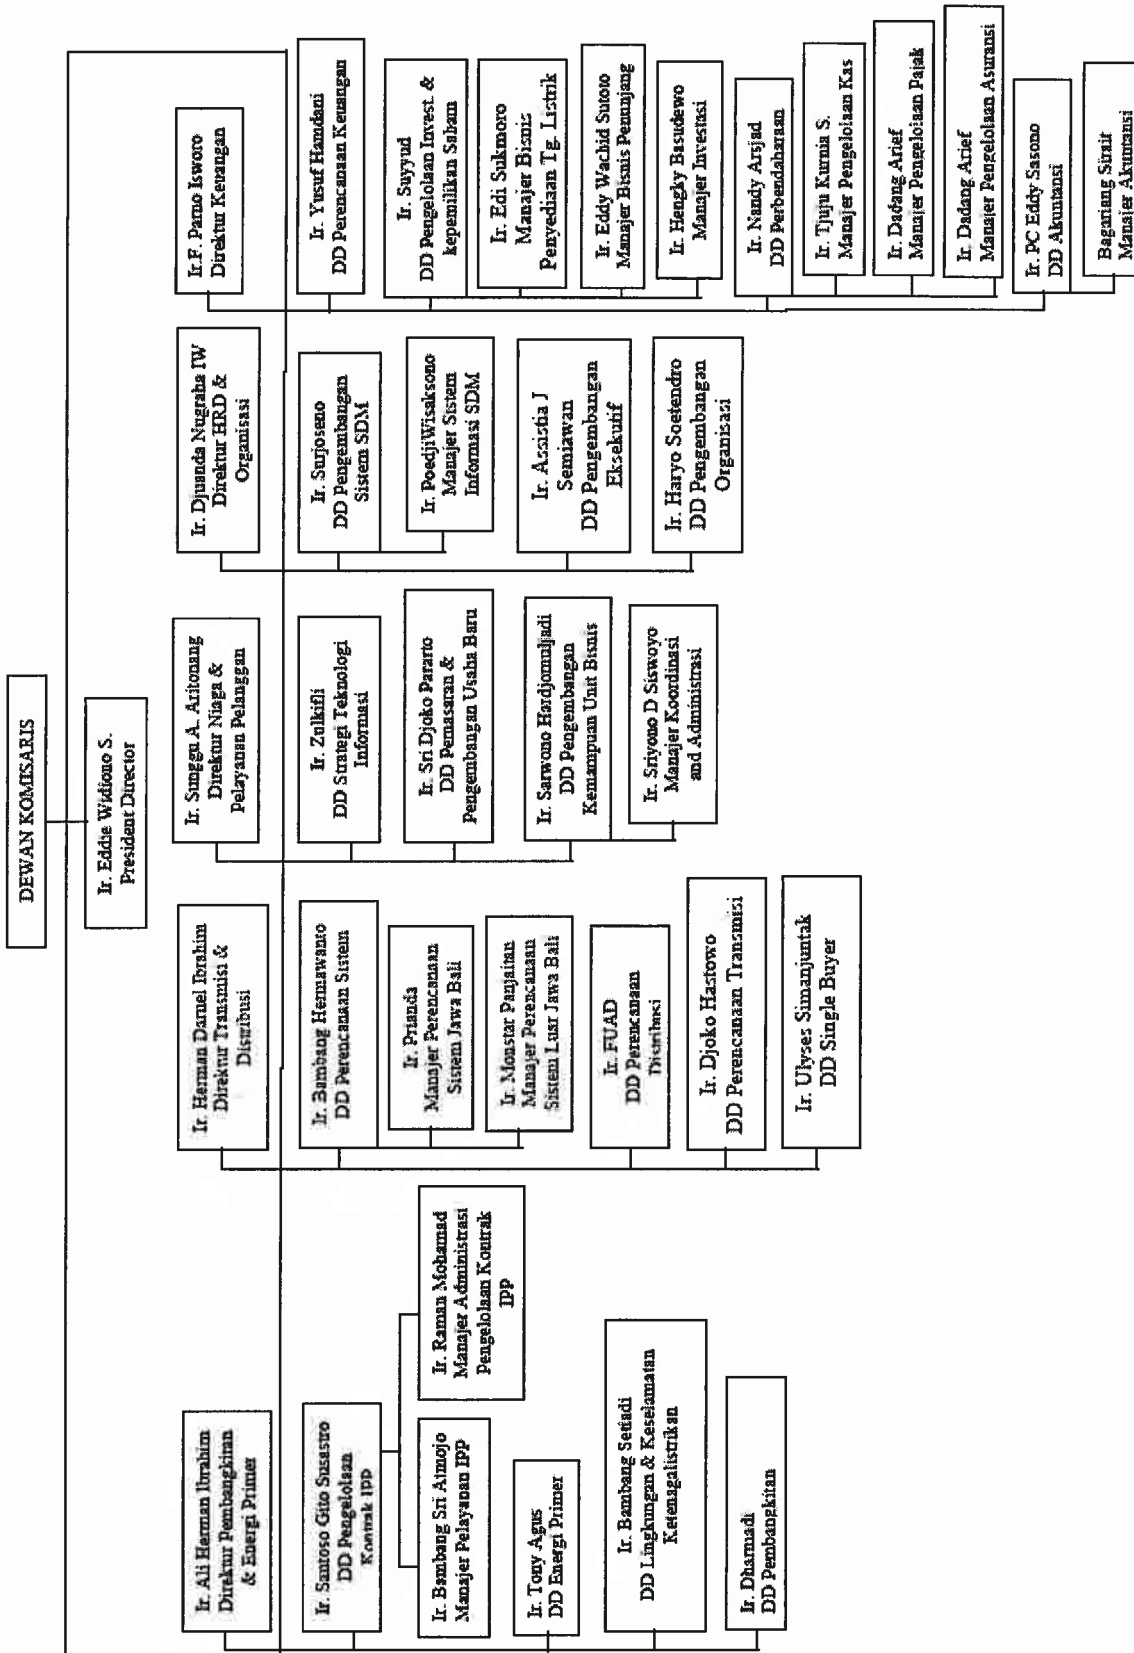 DEWAN KOMISARIS
Ir. Eddie Widiono S.
President Director
Ir. Ali Herman Ibrahim
Direktur Pembangkitan
& Energi Primer
Ir. Santoso Gito Susastro
DD Pengelolaan
Kontrak IPP
Ir. Bambang Sri Atmojo
Manajer Pelayanan IPP
Ir. Raman Mohamad
Manajer Administrasi
Pengelolaan Kontrak
IPP
Ir. Tony Agus
DD Energi Primer
Ir. Bambang Setiadi
DD Lingkungan & Keselamatan
Ketenagalistrikan
Ir. Dharmadi
DD Pembangkitan
Ir. Herman Darnel Ibrahim
Direktur Transmisi &
Distribusi
Ir. Bambang Hermawanto
DD Perencanaan Sistem
Ir. Prianda
Manajer Perencanaan
Sistem Jawa Bali
Ir. Monstar Panjaitan
Manajer Perencanaan
Sistem Luar Jawa Bali
Ir. FUAD
DD Perencanaan
Distribusi
Ir. Djoko Hastowo
DD Perencanaan Transmisi
Ir. Ulyses Simanjuntak
DD Single Buyer
Ir. Sunggu A. Aritonang
Direktur Niaga &
Pelayanan Pelanggan
Ir. Zulkifli
DD Strategi Teknologi
Informasi
Ir. Sri Djoko Pararto
DD Pemasaran &
Pengembangan Usaha Baru
Ir. Sarwono Hardjomuljadi
DD Pengembangan
Kemampuan Unit Bisnis
Ir. Sriyono D Siswoyo
Manajer Koordinasi
and Administrasi
Ir. Djuanda Nugraha IW
Direktur HRD &
Organisasi
Ir. Surjoseno
DD Pengembangan
Sistem SDM
Ir. PoedjiWisaksono
Manajer Sistem
Informasi SDM
Ir. Assistia J
Semiawan
DD Pengembangan
Eksekutif
Ir. Haryo Soetendro
DD Pengembangan
Organisasi
Ir.F. Parno Isworo
Direktur Keuangan
Ir. Yusuf Hamdani
DD Perencanaan Keuangan
Ir. Sayyud
DD Pengelolaan Invest. &
kepemilikan Saham
Ir. Edi Sukmoro
Manajer Bisnis
Penyediaan Tg. Listrik
Ir. Eddy Wachid Sutoto
Manajer Bisnis Penunjang
Ir. Hengky Basudewo
Manajer Investasi
Ir. Nandy Arsjad
DD Perbendaharaan
Ir. Tjuju Kurnia S.
Manajer Pengelolaan Kas
Ir. Dadang Arief
Manajer Pengelolaan Pajak
Ir. Dadang Arief
Manajer Pengelolaan Asuransi
Ir. PC Eddy Sasono
DD Akuntansi
Bagariang Sirait
Manajer Akuntansi